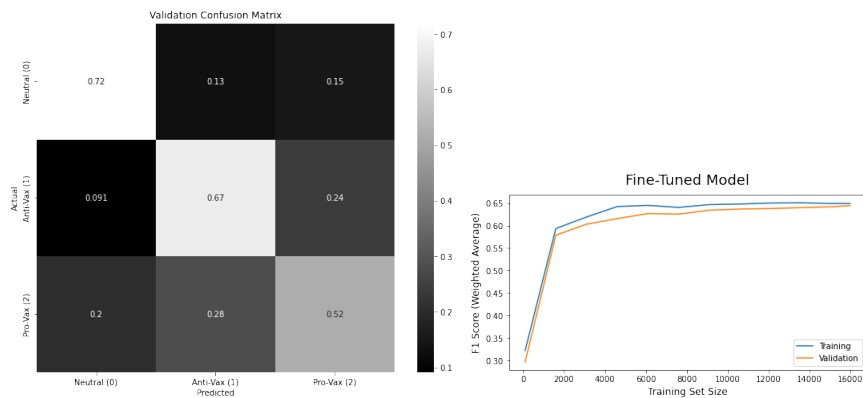 Validation Confusion Matrix
Actual
Neutral (0)
0.72 0.13 0.15
Anti-Vax (1)
0.091 0.67 0.24
Pro-Vax (2)
0.2 0.28 0.52
Neutral (0) Anti-Vax (1) Pro-Vax (2)
Predicted
0.7
0.6
0.5
0.4
0.3
0.2
0.1
Fine-Tuned Model
F1 Score (Weighted Average)
0.65
0.60
0.55
0.50
0.45
0.40
0.35
0.30
Training
Validation
0 2000 4000 6000 8000 10000 12000 14000 16000
Training Set Size